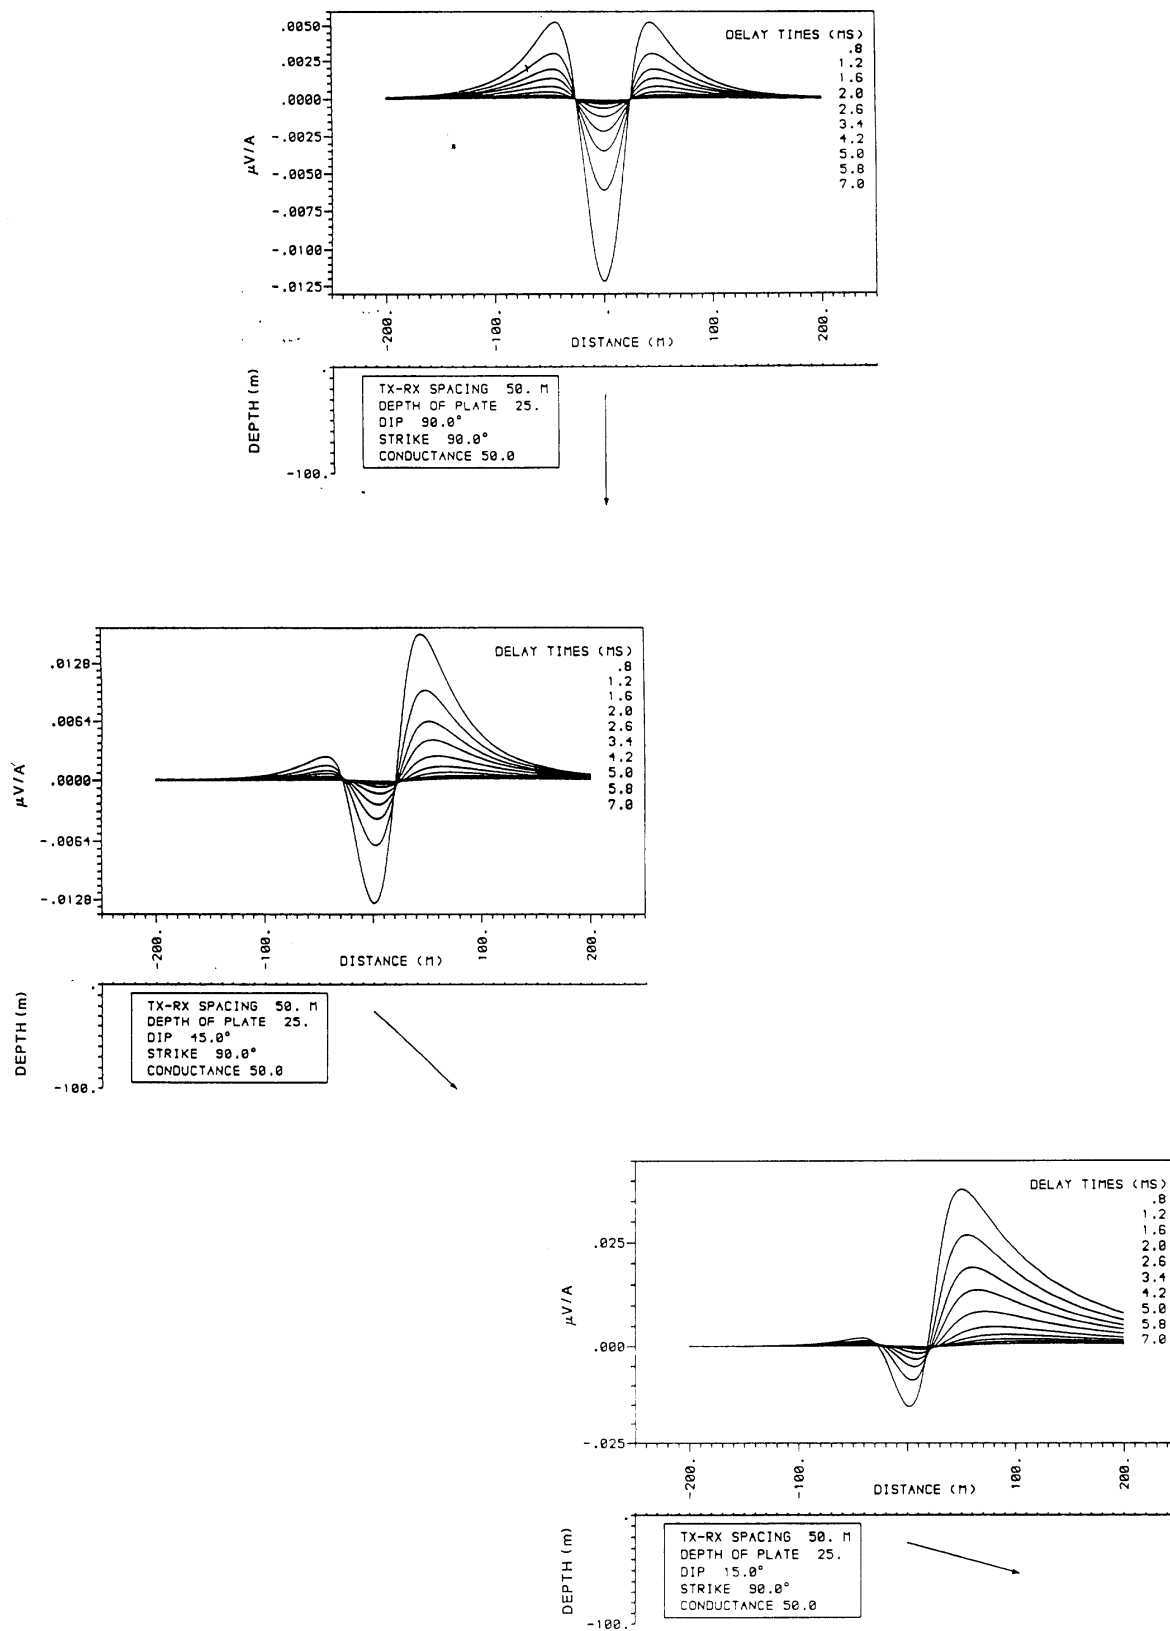 .0050
.0025
.0000
-.0025
-.0050
-.0075
-.0100
-.0125
μV/A
DELAY TIMES (MS)
.8
1.2
1.6
2.0
2.6
3.4
4.2
5.0
5.8
7.0
-200.
-100.
.
100.
200.
DISTANCE (M)
DEPTH (m)
-100.
TX-RX SPACING 50. M
DEPTH OF PLATE 25.
DIP 90.0°
STRIKE 90.0°
CONDUCTANCE 50.0
.0128
.0064
.0000
-.0064
-.0128
μV/A
DELAY TIMES (MS)
.8
1.2
1.6
2.0
2.6
3.4
4.2
5.0
5.8
7.0
-200.
-100.
.
100.
200.
DISTANCE (M)
DEPTH (m)
-100.
TX-RX SPACING 50. M
DEPTH OF PLATE 25.
DIP 45.0°
STRIKE 90.0°
CONDUCTANCE 50.0
.025
.000
-.025
μV/A
DELAY TIMES (MS)
.8
1.2
1.6
2.0
2.6
3.4
4.2
5.0
5.8
7.0
-200.
-100.
.
100.
200.
DISTANCE (M)
DEPTH (m)
-100.
TX-RX SPACING 50. M
DEPTH OF PLATE 25.
DIP 15.0°
STRIKE 90.0°
CONDUCTANCE 50.0